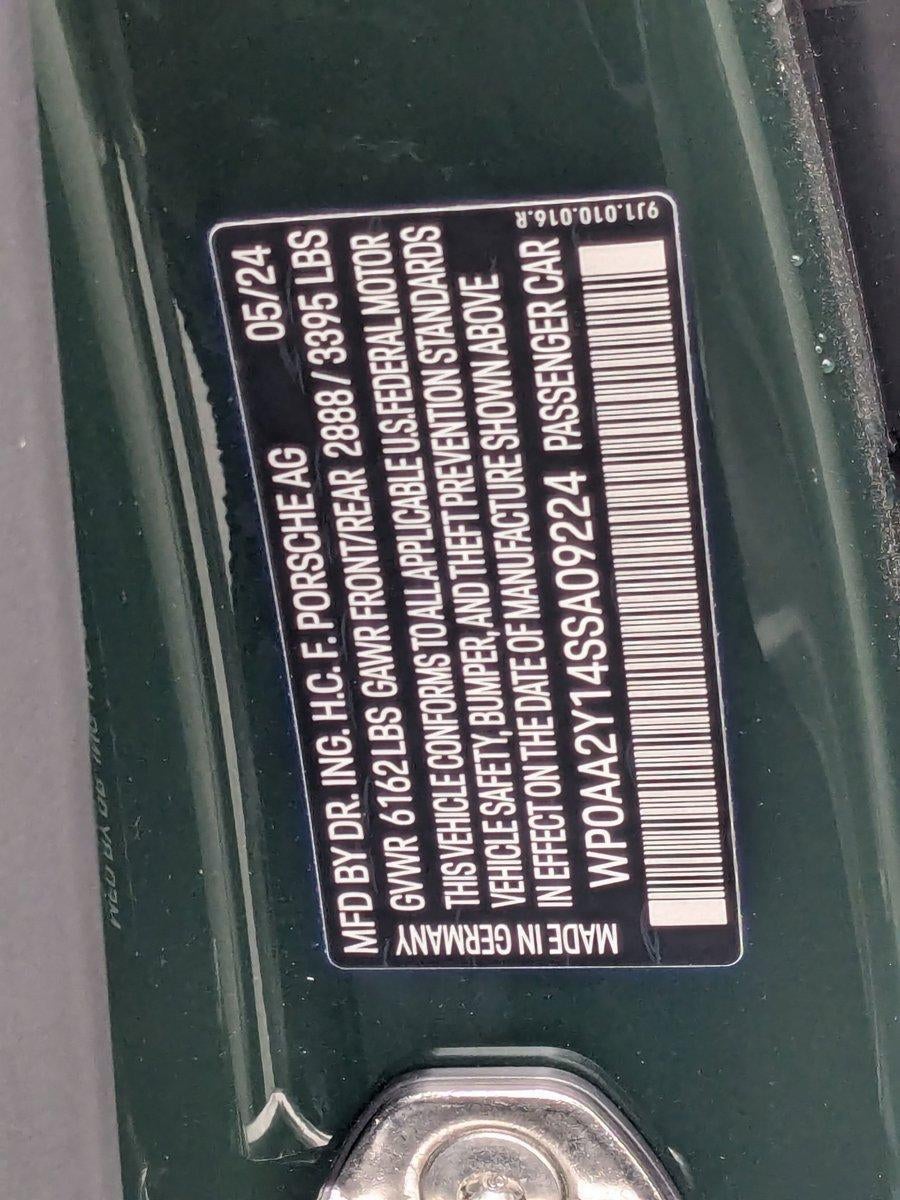 MFD BY DR. ING. H.C. F. PORSCHE AG 05/24
GVWR 6162 LBS GAWR FRONT/REAR 2888 / 3395 LBS
THIS VEHICLE CONFORMS TO ALL APPLICABLE U.S. FEDERAL MOTOR
VEHICLE SAFETY, BUMPER, AND THEFT PREVENTION STANDARDS
IN EFFECT ON THE DATE OF MANUFACTURE SHOWN ABOVE
WP0AA2Y14SSA09224 PASSENGER CAR
MADE IN GERMANY
9J1.010.016.R